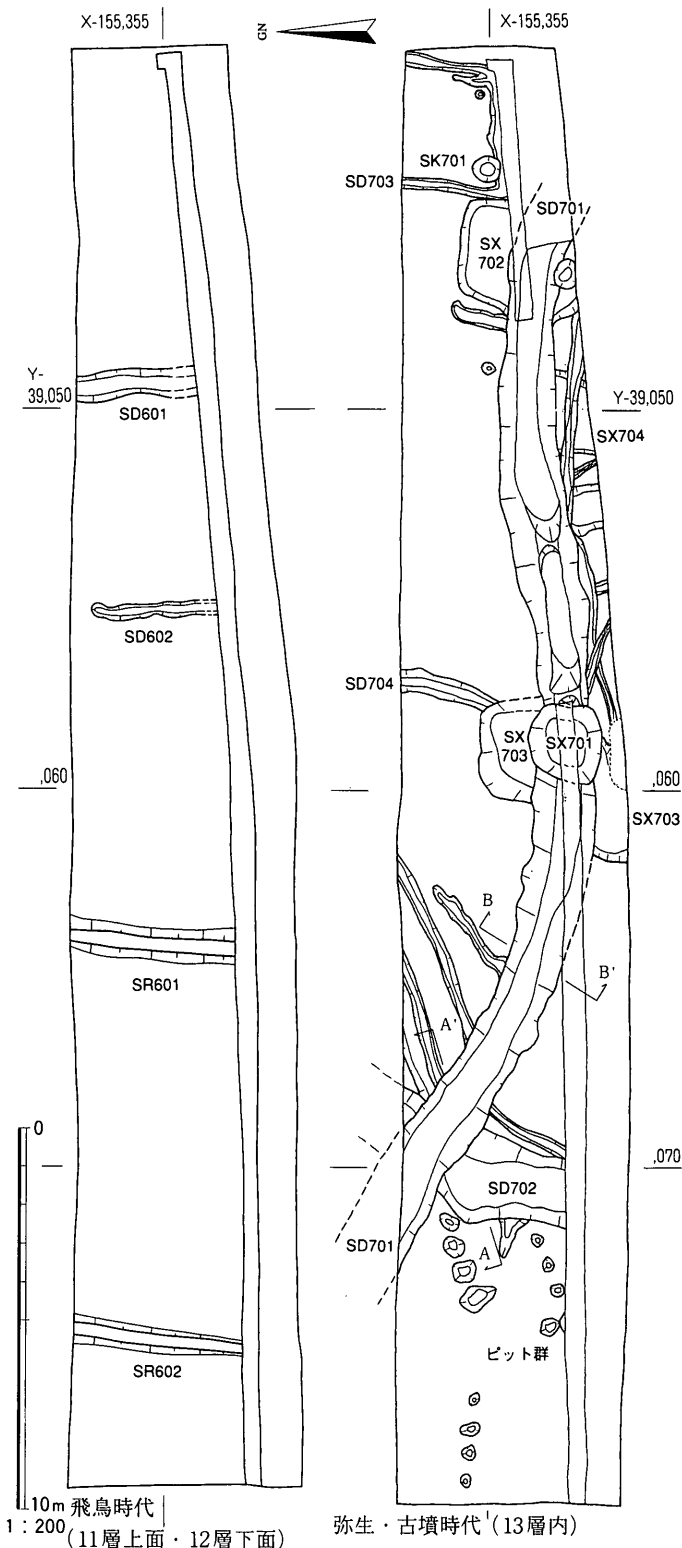 X-155,355
GN
X-155,355
SK701
SD703
SD701
SX
702
Y-
39,050
SD601
Y-39,050
SX704
SD602
SD704
SX
703
SX701
,060
,060
SX703
B
SR601
B'
A'
0
,070
SD702
SD701
A
ピット群
SR602
10m
1:200
飛鳥時代
(11層上面・12層下面)
弥生・古墳時代(13層内)